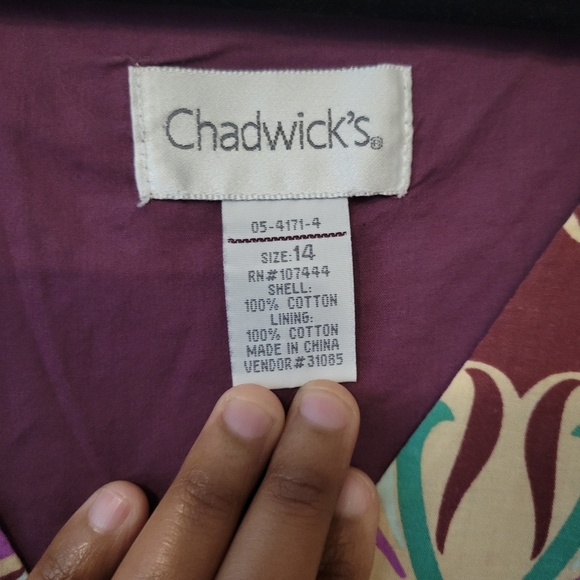 Chadwick's®
05-4171-4
SIZE: 14
RN#107444
SHELL:
100% COTTON
LINING:
100% COTTON
MADE IN CHINA
VENDOR#31085